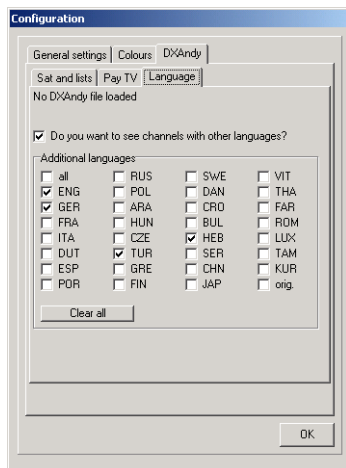 Configuration
General settings Colours DXAndy
Sat and lists Pay TV Language
No DXAndy file loaded
Do you want to see channels with other languages?
Additional languages
all RUS SWE VIT
ENG POL DAN THA
GER ARA CRO FAR
FRA HUN BUL ROM
ITA CZE HEB LUX
DUT TUR SER TAM
ESP GRE CHN KUR
POR FIN JAP orig.
Clear all
OK